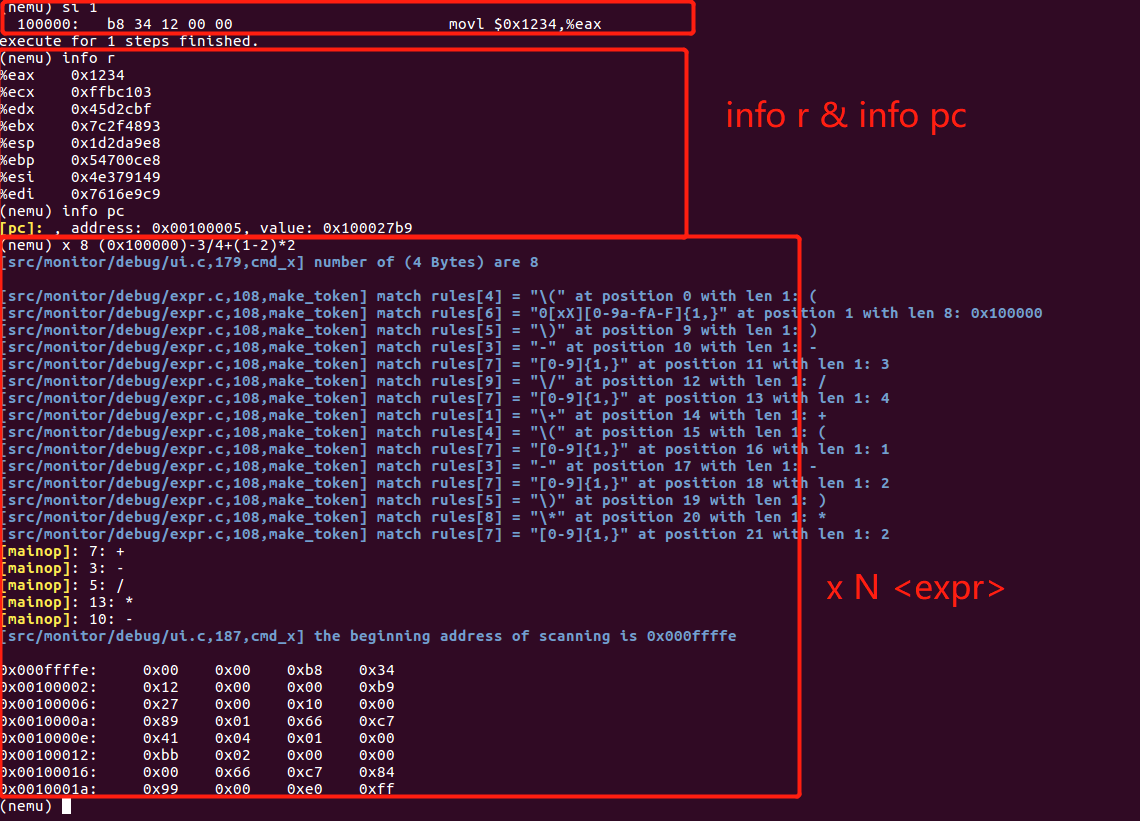 (nemu) si 1
100000: b8 34 12 00 00 movl $0x1234,%eax
execute for 1 steps finished.
(nemu) info r
%eax 0x1234
%ecx 0xffbc103
%edx 0x45d2cbf
%ebx 0x7c2f4893
%esp 0x1d2da9e8
%ebp 0x54700ce8
%esi 0x4e379149
%edi 0x7616e9c9
info r & info pc
(nemu) info pc
[pc]: , address: 0x00100005, value: 0x100027b9
(nemu) x 8 (0x100000)-3/4+(1-2)*2
[src/monitor/debug/ui.c,179,cmd_x] number of (4 Bytes) are 8
[src/monitor/debug/expr.c,108,make_token] match rules[4] = "\(" at position 0 with len 1: (
[src/monitor/debug/expr.c,108,make_token] match rules[6] = "0[xX][0-9a-fA-F]{1,}" at position 1 with len 8: 0x100000
[src/monitor/debug/expr.c,108,make_token] match rules[5] = "\)" at position 9 with len 1: )
[src/monitor/debug/expr.c,108,make_token] match rules[3] = "-" at position 10 with len 1: -
[src/monitor/debug/expr.c,108,make_token] match rules[7] = "[0-9]{1,}" at position 11 with len 1: 3
[src/monitor/debug/expr.c,108,make_token] match rules[9] = "\/" at position 12 with len 1: /
[src/monitor/debug/expr.c,108,make_token] match rules[7] = "[0-9]{1,}" at position 13 with len 1: 4
[src/monitor/debug/expr.c,108,make_token] match rules[1] = "\+" at position 14 with len 1: +
[src/monitor/debug/expr.c,108,make_token] match rules[4] = "\(" at position 15 with len 1: (
[src/monitor/debug/expr.c,108,make_token] match rules[7] = "[0-9]{1,}" at position 16 with len 1: 1
[src/monitor/debug/expr.c,108,make_token] match rules[3] = "-" at position 17 with len 1: -
[src/monitor/debug/expr.c,108,make_token] match rules[7] = "[0-9]{1,}" at position 18 with len 1: 2
[src/monitor/debug/expr.c,108,make_token] match rules[5] = "\)" at position 19 with len 1: )
[src/monitor/debug/expr.c,108,make_token] match rules[8] = "\*" at position 20 with len 1: *
[src/monitor/debug/expr.c,108,make_token] match rules[7] = "[0-9]{1,}" at position 21 with len 1: 2
[mainop]: 7: +
[mainop]: 3: -
[mainop]: 5: /
[mainop]: 13: *
[mainop]: 10: -
x N <expr>
[src/monitor/debug/ui.c,187,cmd_x] the beginning address of scanning is 0x000ffffe
0x000ffffe: 0x00 0x00 0xb8 0x34
0x00100002: 0x12 0x00 0x00 0xb9
0x00100006: 0x27 0x00 0x10 0x00
0x0010000a: 0x89 0x01 0x66 0xc7
0x0010000e: 0x41 0x04 0x01 0x00
0x00100012: 0xbb 0x02 0x00 0x00
0x00100016: 0x00 0x66 0xc7 0x84
0x0010001a: 0x99 0x00 0xe0 0xff
(nemu)